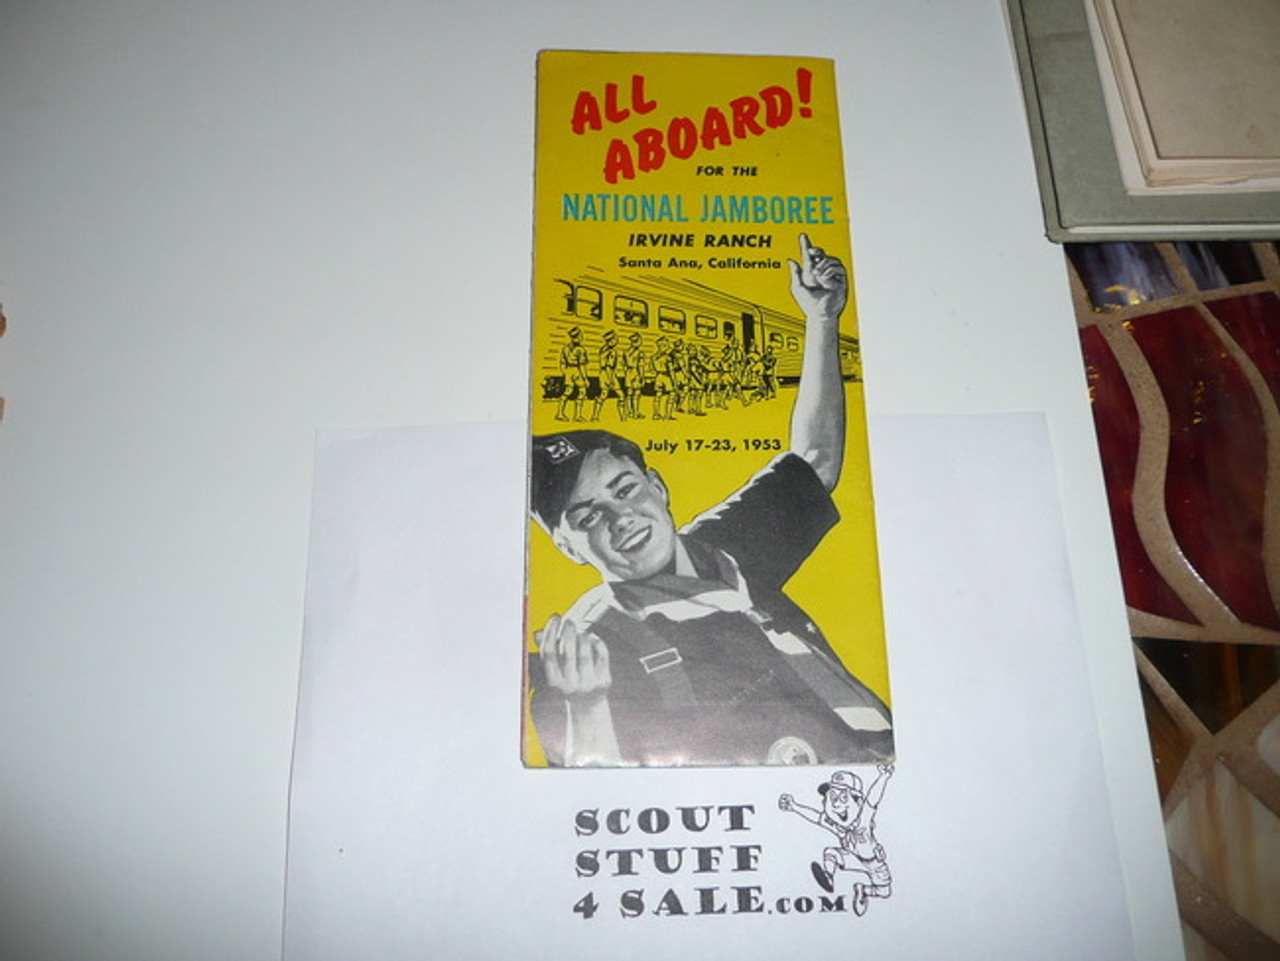 ALL
ABOARD!
FOR THE
NATIONAL JAMBOREE
IRVINE RANCH
Santa Ana, California
July 17-23, 1953
SCOUT
STUFF
4 SALE.COM